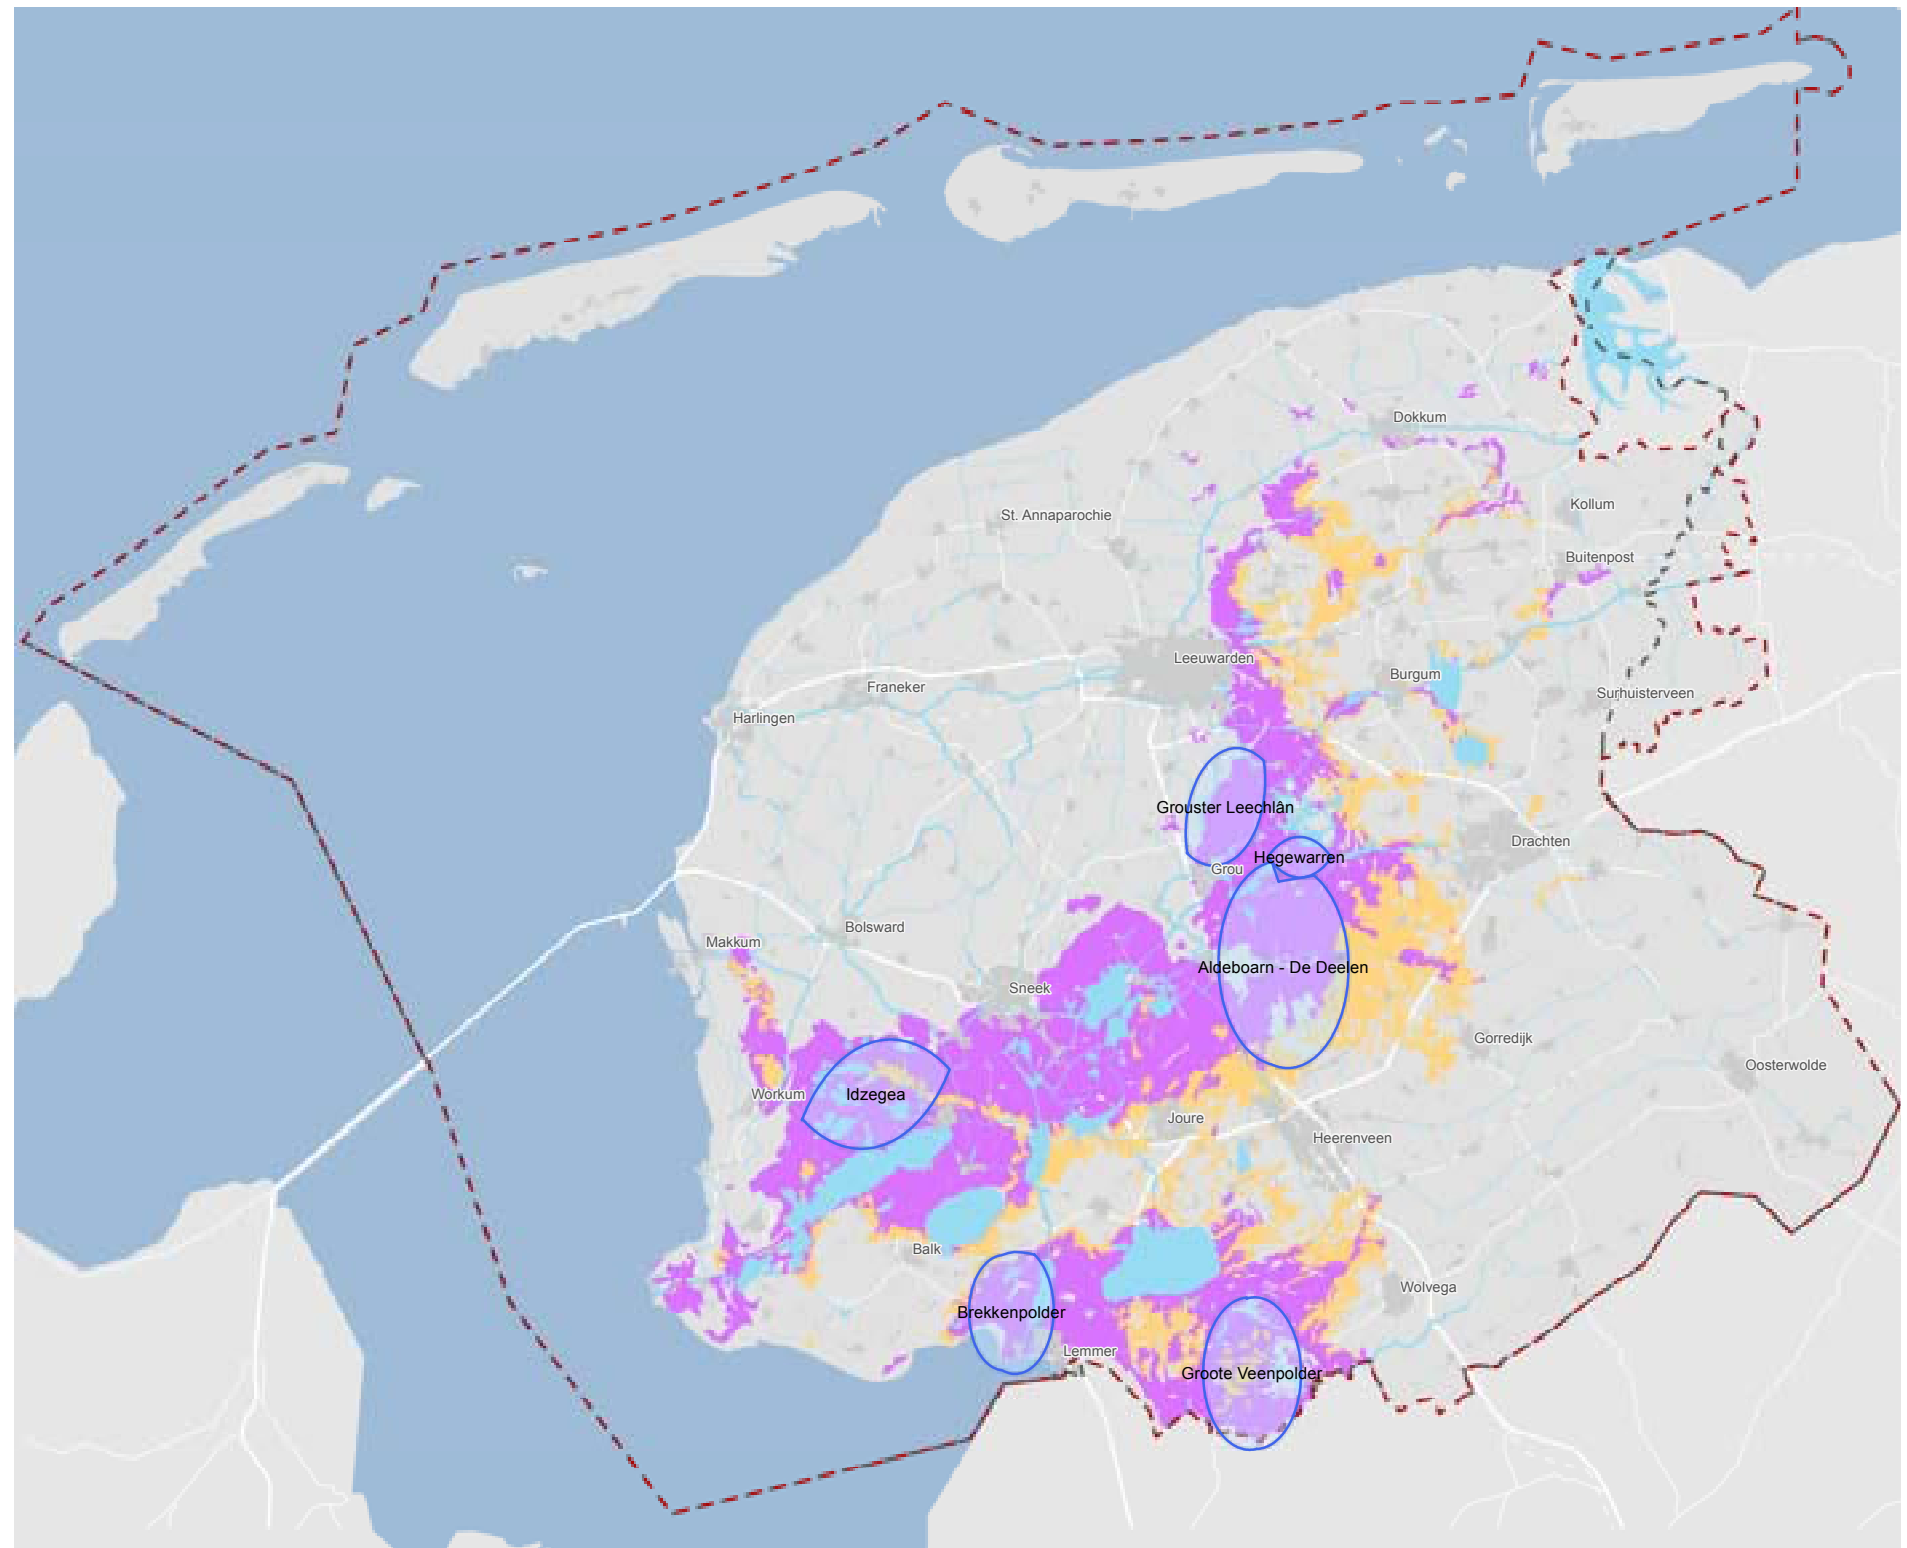 Dokkum
Kollum
St. Annaparochie
Buitenpost
Leeuwarden
Burgum
Franeker
Surhuisterveen
Harlingen
Grouster Leechlân
Drachten
Hegewarren
Grou
Bolsward
Makkum
Aldeboarn - De Deelen
Sneek
Gorredijk
Oosterwolde
Workum
Idzegea
Joure
Heerenveen
Balk
Wolvega
Brekkenpolder
Lemmer
Groote Veenpolder